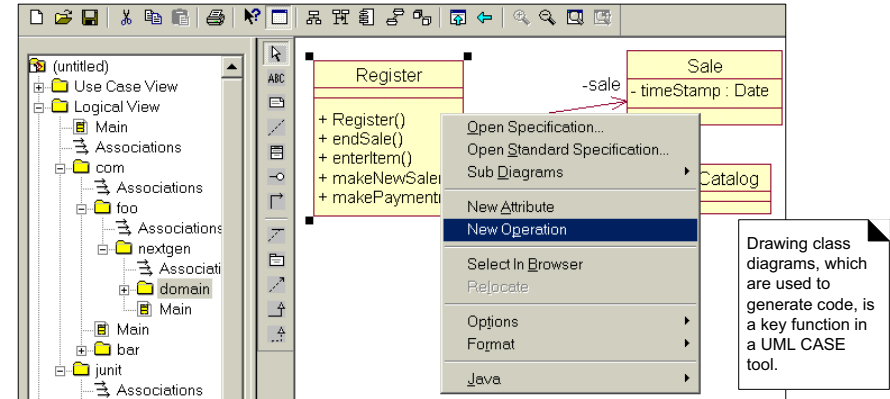 (untitled)
Use Case View
Logical View
Main
Associations
com
Associations
foo
Associations
nextgen
Associati
domain
Main
Main
bar
junit
Associations
ABC
Register
+ Register()
+ endSale()
+ enterItem()
+ makeNewSale(
+ makePayment(
-sale
Sale
- timeStamp : Date
Catalog
Open Specification...
Open Standard Specification...
Sub Diagrams
New Attribute
New Operation
Select In Browser
Relocate
Options
Format
Java
Drawing class
diagrams, which
are used to
generate code, is
a key function in
a UML CASE
tool.